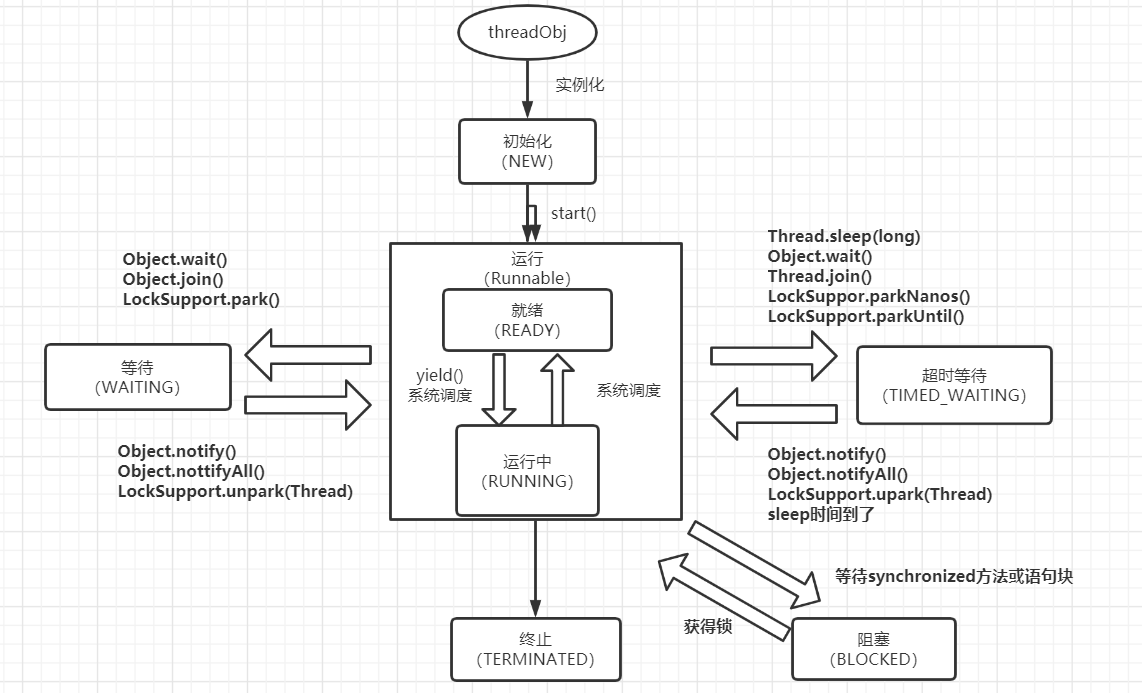 threadObj
实例化
初始化
(NEW)
start()
运行
(Runnable)
就绪
(READY)
yield()
系统调度
系统调度
运行中
(RUNNING)
Object.wait()
Object.join()
LockSupport.park()
等待
(WAITING)
Object.notify()
Object.nottifyAll()
LockSupport.unpark(Thread)
Thread.sleep(long)
Object.wait()
Thread.join()
LockSuppor.parkNanos()
LockSupport.parkUntil()
超时等待
(TIMED_WAITING)
Object.notify()
Object.notifyAll()
LockSupport.upark(Thread)
sleep时间到了
等待synchronized方法或语句块
获得锁
终止
(TERMINATED)
阻塞
(BLOCKED)